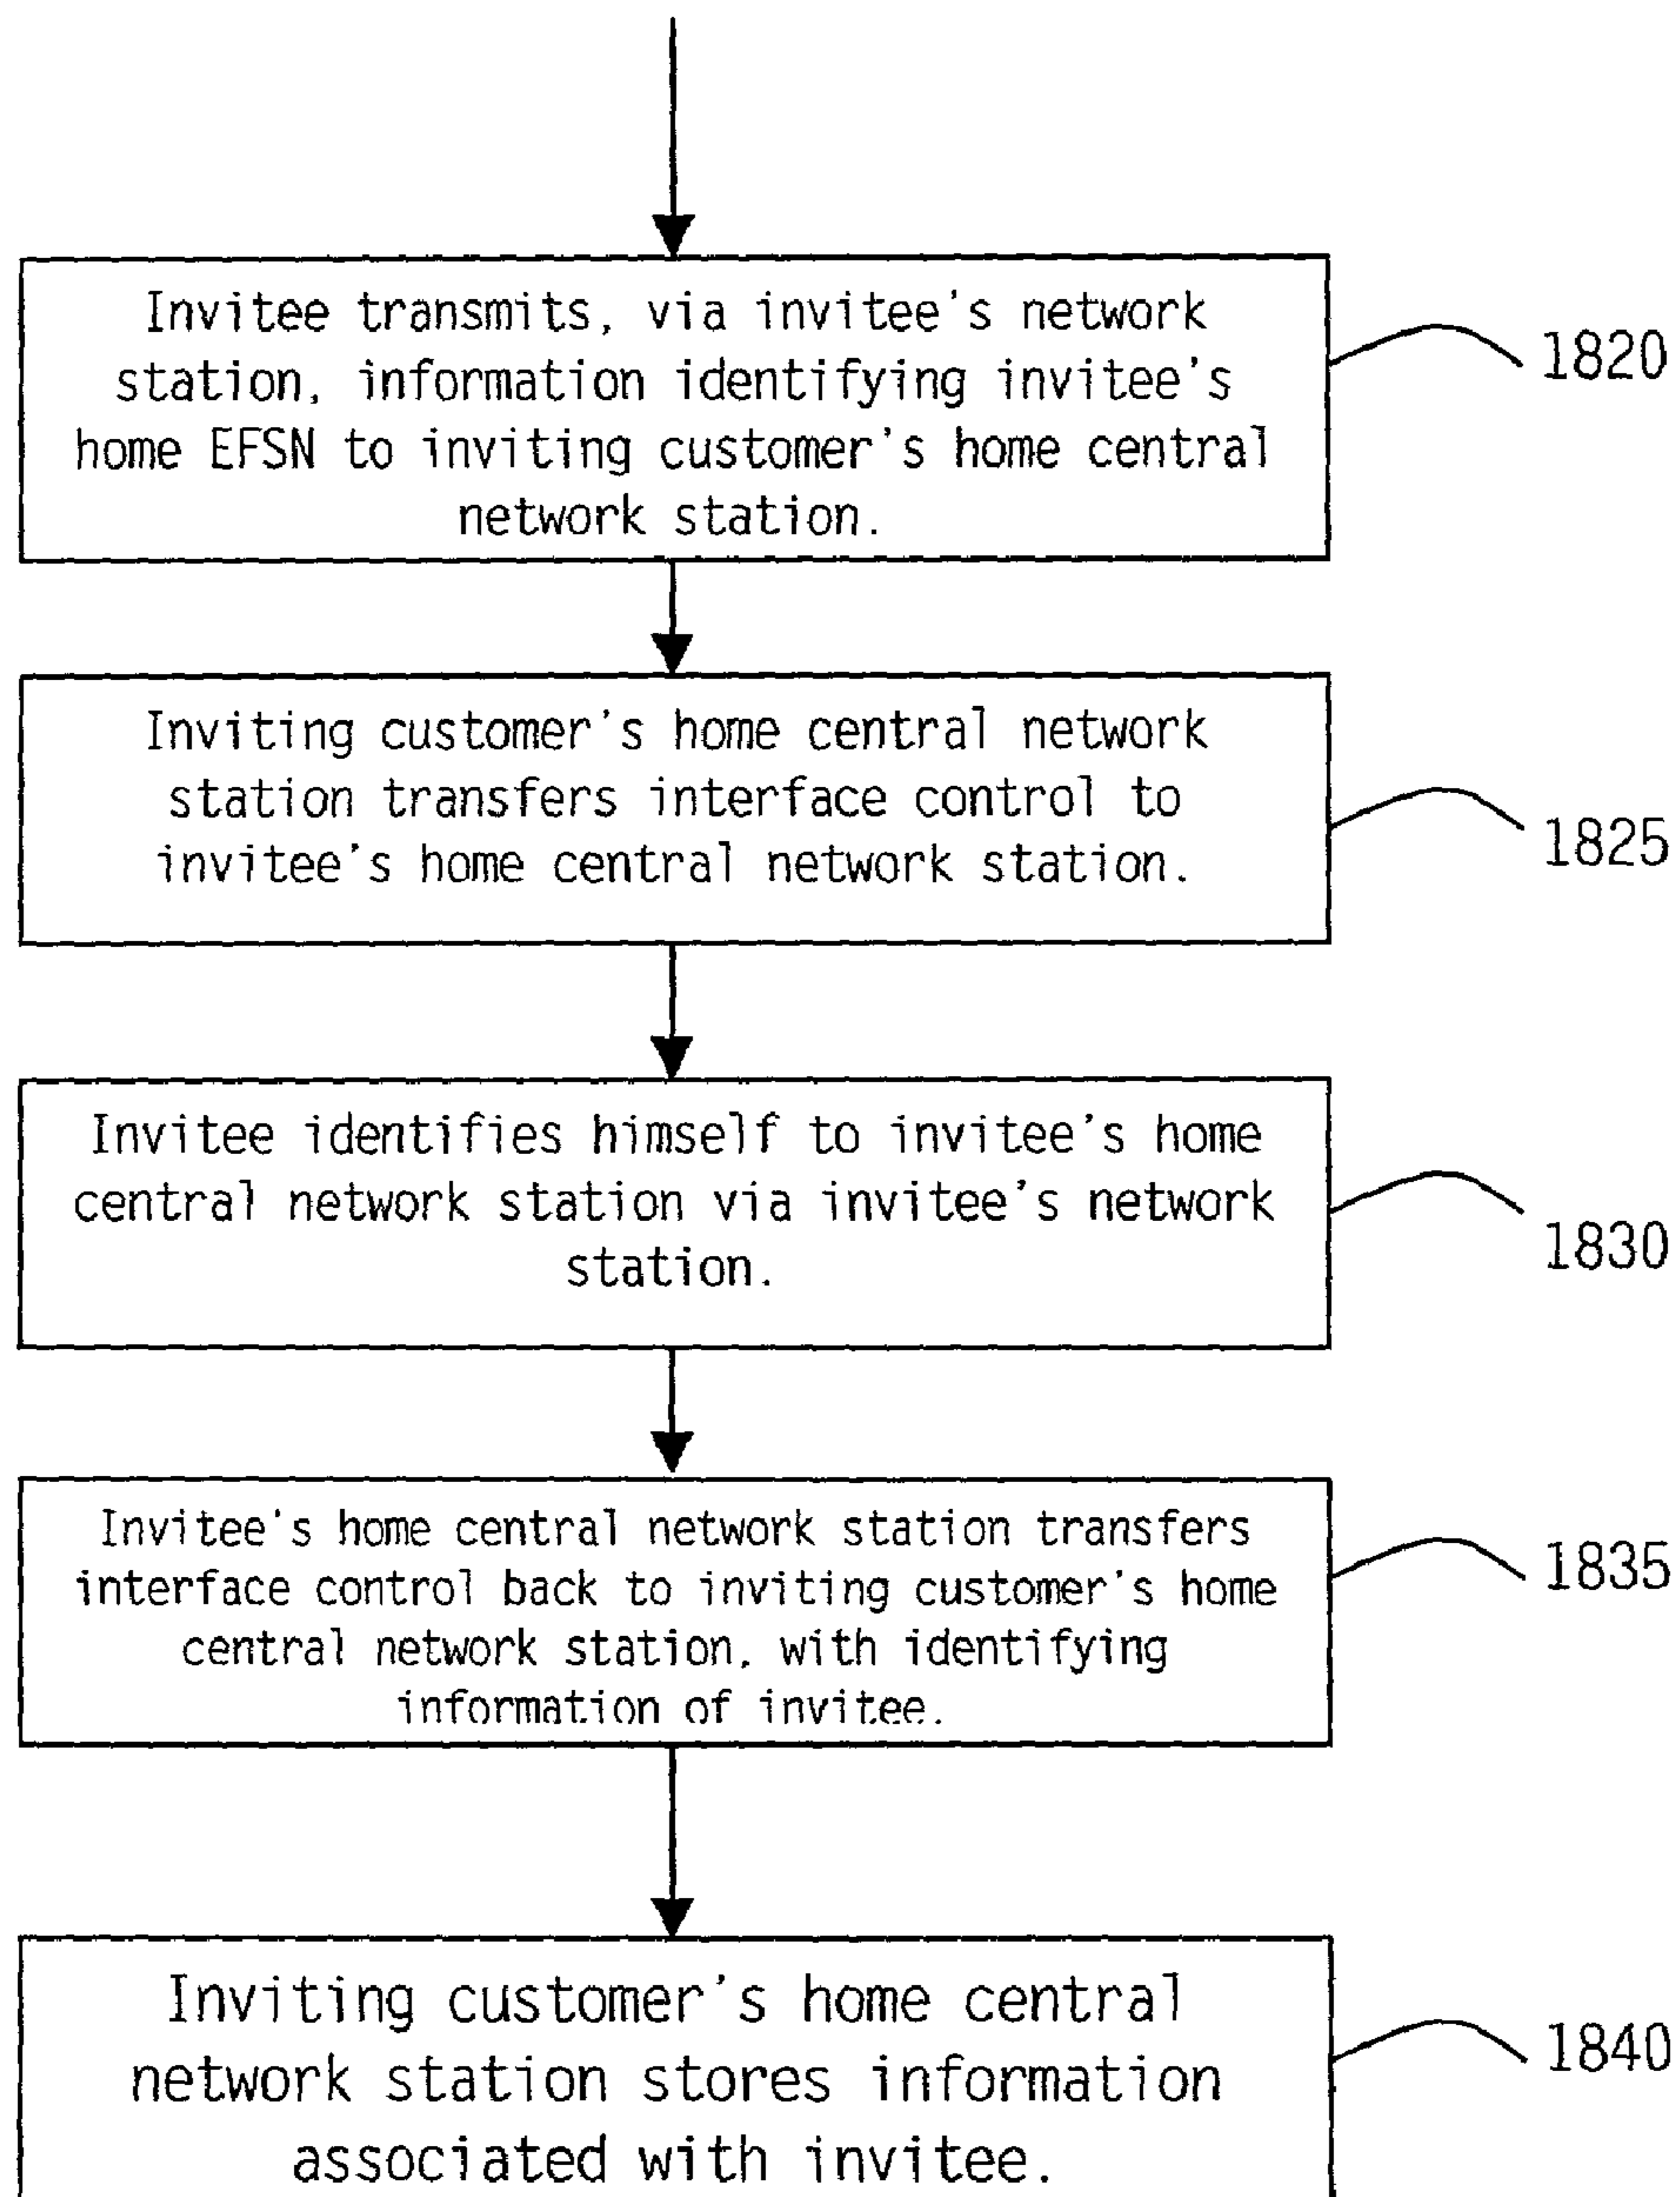 Invitee transmits, via invitee's network
station, information identifying invitee's
home EFSN to inviting customer's home central
network station.
1820
Inviting customer's home central network
station transfers interface control to
invitee's home central network station.
1825
Invitee identifies himself to invitee's home
central network station via invitee's network
station.
1830
Invitee's home central network station transfers
interface control back to inviting customer's home
central network station, with identifying
information of invitee.
1835
Inviting customer's home central
network station stores information
associated with invitee.
1840